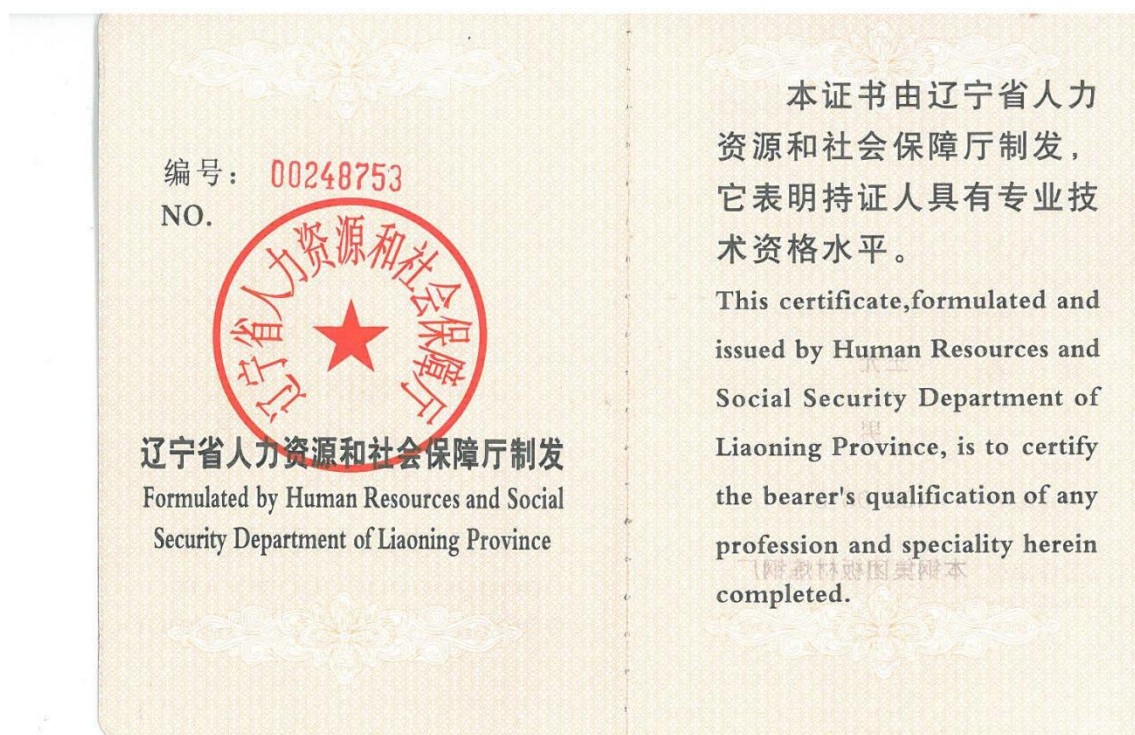 编号： 00248753
NO.
辽宁省人力资源和社会保障厅
辽宁省人力资源和社会保障厅制发
Formulated by Human Resources and Social
Security Department of Liaoning Province
本证书由辽宁省人力
资源和社会保障厅制发，
它表明持证人具有专业技
术资格水平。
This certificate,formulated and
issued by Human Resources and
Social Security Department of
Liaoning Province, is to certify
the bearer's qualification of any
profession and speciality herein
completed.